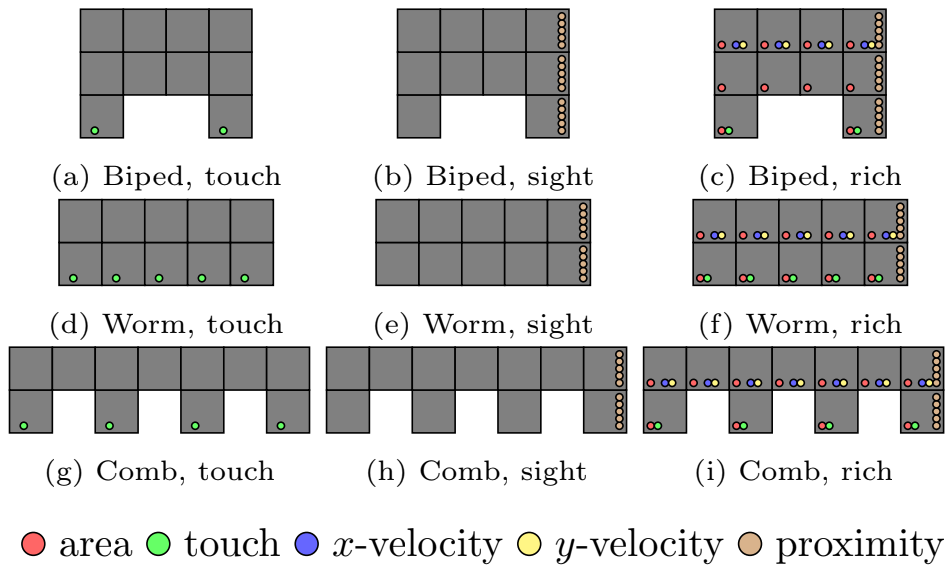 (a) Biped, touch (b) Biped, sight (c) Biped, rich
(d) Worm, touch (e) Worm, sight (f) Worm, rich
(g) Comb, touch (h) Comb, sight (i) Comb, rich
area touch x-velocity y-velocity proximity